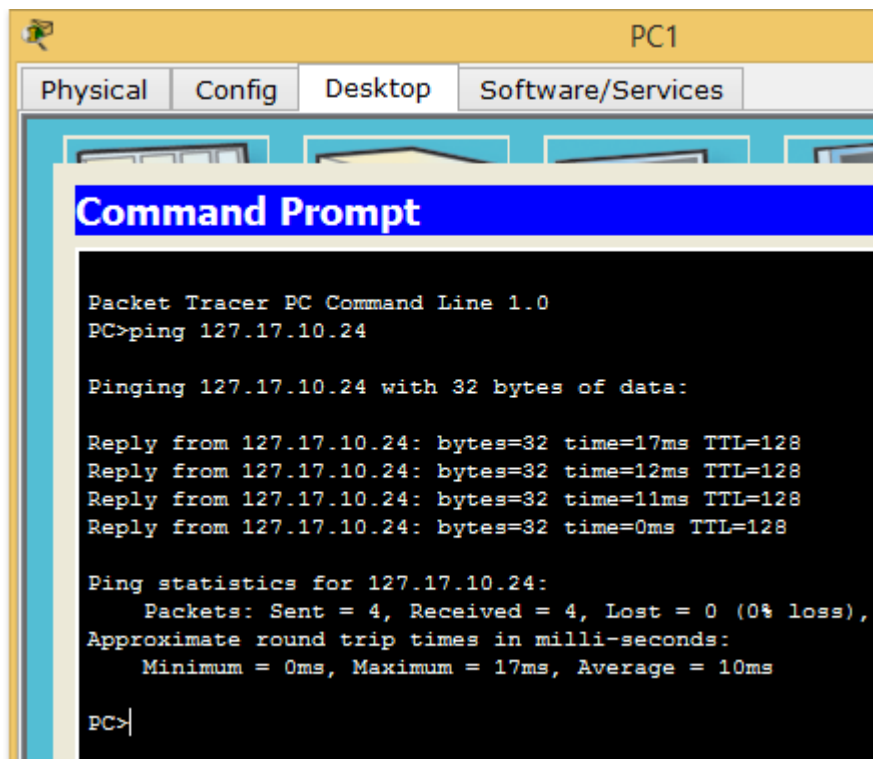 PC1
Physical Config Desktop Software/Services
Command Prompt
Packet Tracer PC Command Line 1.0
PC>ping 127.17.10.24
Pinging 127.17.10.24 with 32 bytes of data:
Reply from 127.17.10.24: bytes=32 time=17ms TTL=128
Reply from 127.17.10.24: bytes=32 time=12ms TTL=128
Reply from 127.17.10.24: bytes=32 time=11ms TTL=128
Reply from 127.17.10.24: bytes=32 time=0ms TTL=128
Ping statistics for 127.17.10.24:
Packets: Sent = 4, Received = 4, Lost = 0 (0% loss),
Approximate round trip times in milli-seconds:
Minimum = 0ms, Maximum = 17ms, Average = 10ms
PC>